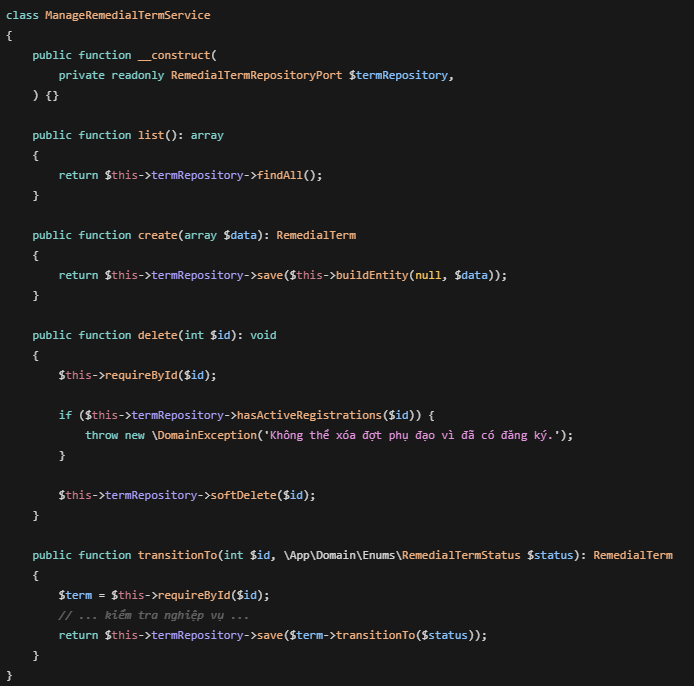 class ManageRemedialTermService
{
    public function __construct(
        private readonly RemedialTermRepositoryPort $termRepository,
    ) {}

    public function list(): array
    {
        return $this->termRepository->findAll();
    }

    public function create(array $data): RemedialTerm
    {
        return $this->termRepository->save($this->buildEntity(null, $data));
    }

    public function delete(int $id): void
    {
        $this->requireById($id);

        if ($this->termRepository->hasActiveRegistrations($id)) {
            throw new \DomainException('Không thể xóa đợt phụ đạo vì đã có đăng ký.');
        }

        $this->termRepository->softDelete($id);
    }

    public function transitionTo(int $id, \App\Domain\Enums\RemedialTermStatus $status): RemedialTerm
    {
        $term = $this->requireById($id);
        // ... kiểm tra nghiệp vụ ...
        return $this->termRepository->save($term->transitionTo($status));
    }
}